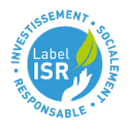 INVESTISSEMENT
SOCIALEMENT
RESPONSABLE
Label
ISR